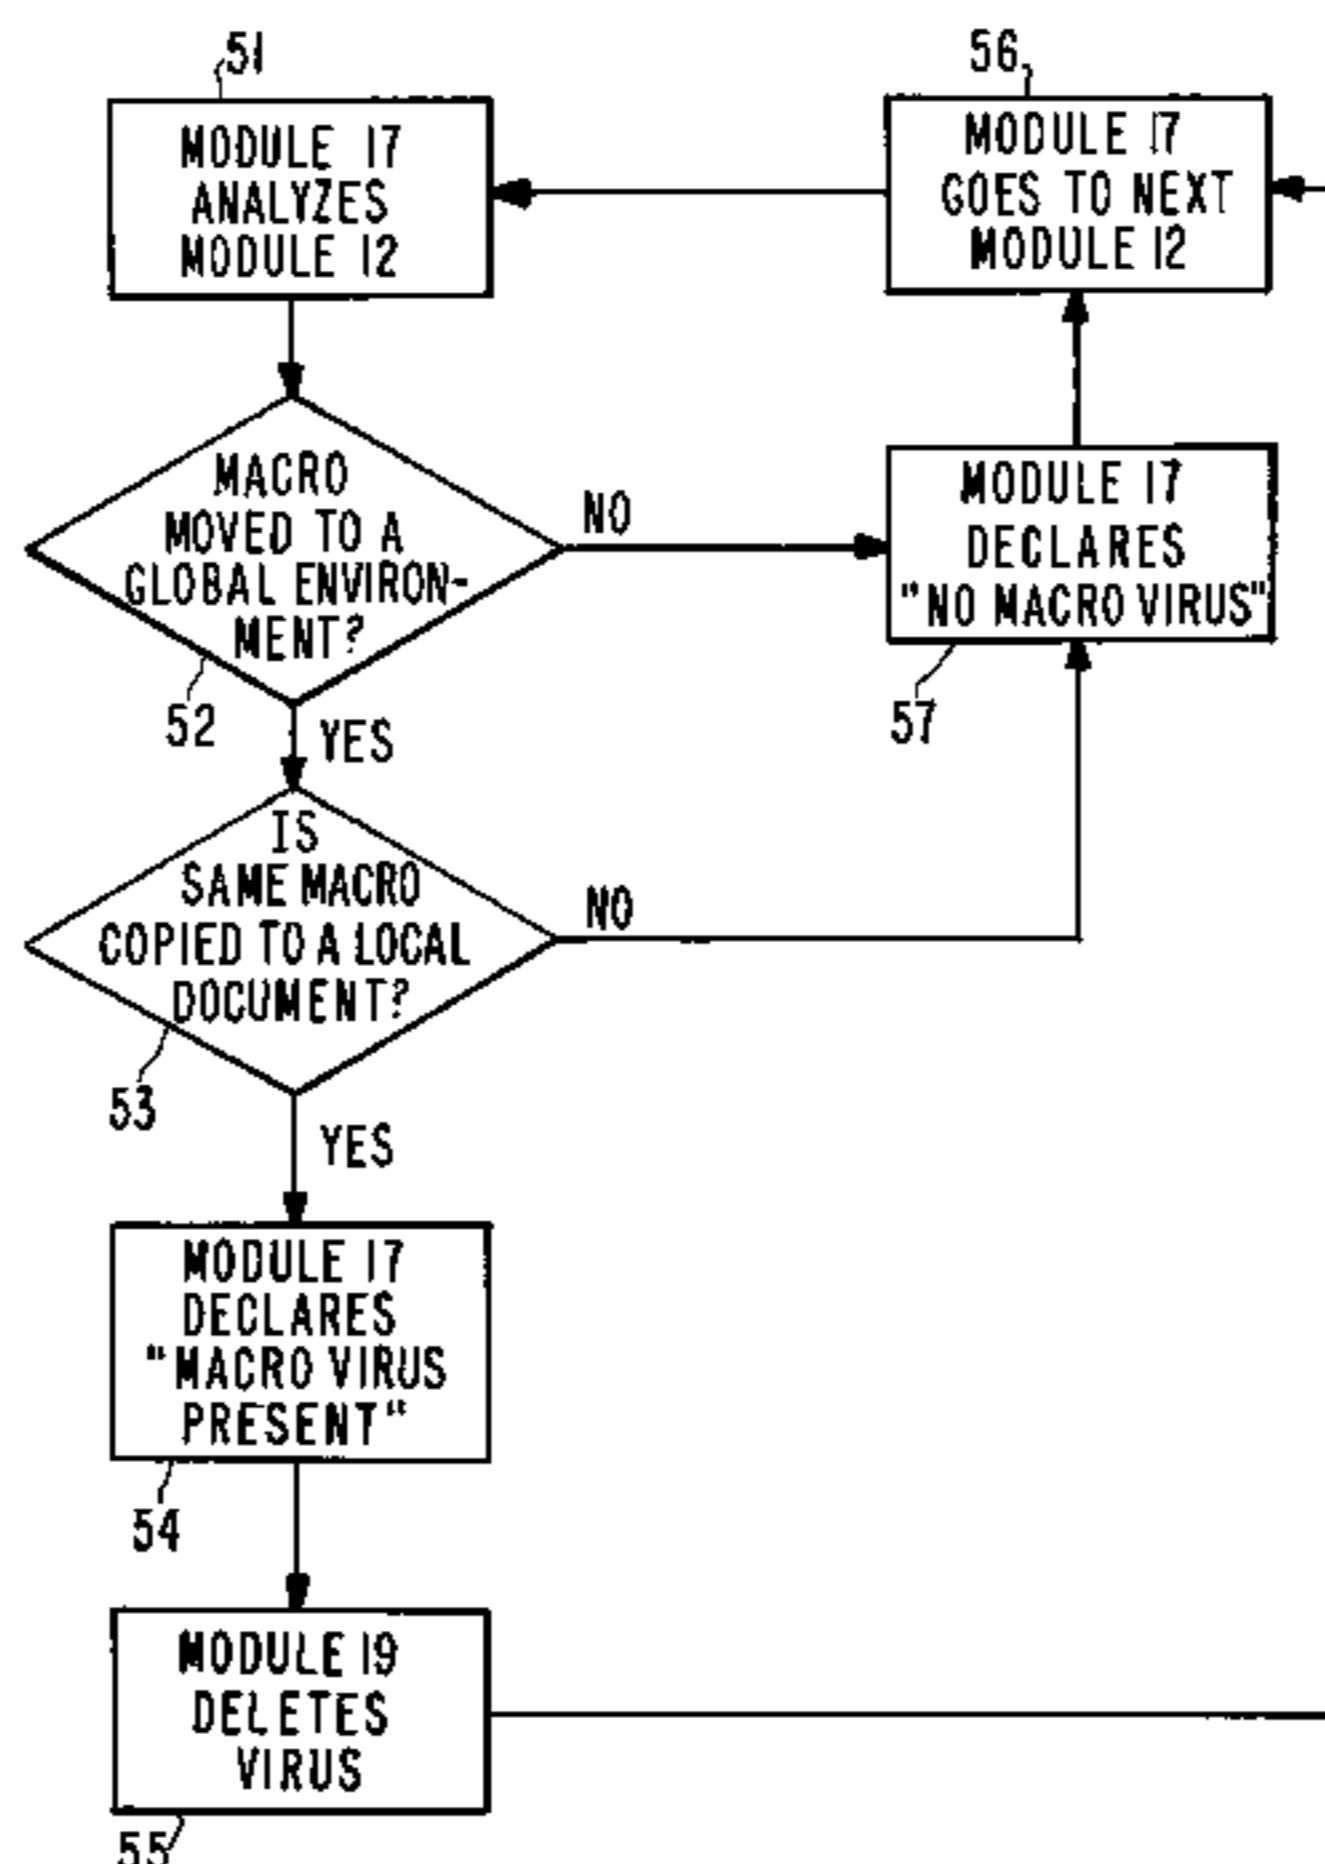 51
MODULE 17
ANALYZES
MODULE 12
56
MODULE 17
GOES TO NEXT
MODULE 12
MACRO
MOVED TO A
GLOBAL ENVIRON-
MENT?
52
NO
YES
MODULE 17
DECLARES
"NO MACRO VIRUS"
57
IS
SAME MACRO
COPIED TO A LOCAL
DOCUMENT?
53
NO
YES
MODULE 17
DECLARES
"MACRO VIRUS
PRESENT"
54
MODULE 19
DELETES
VIRUS
55